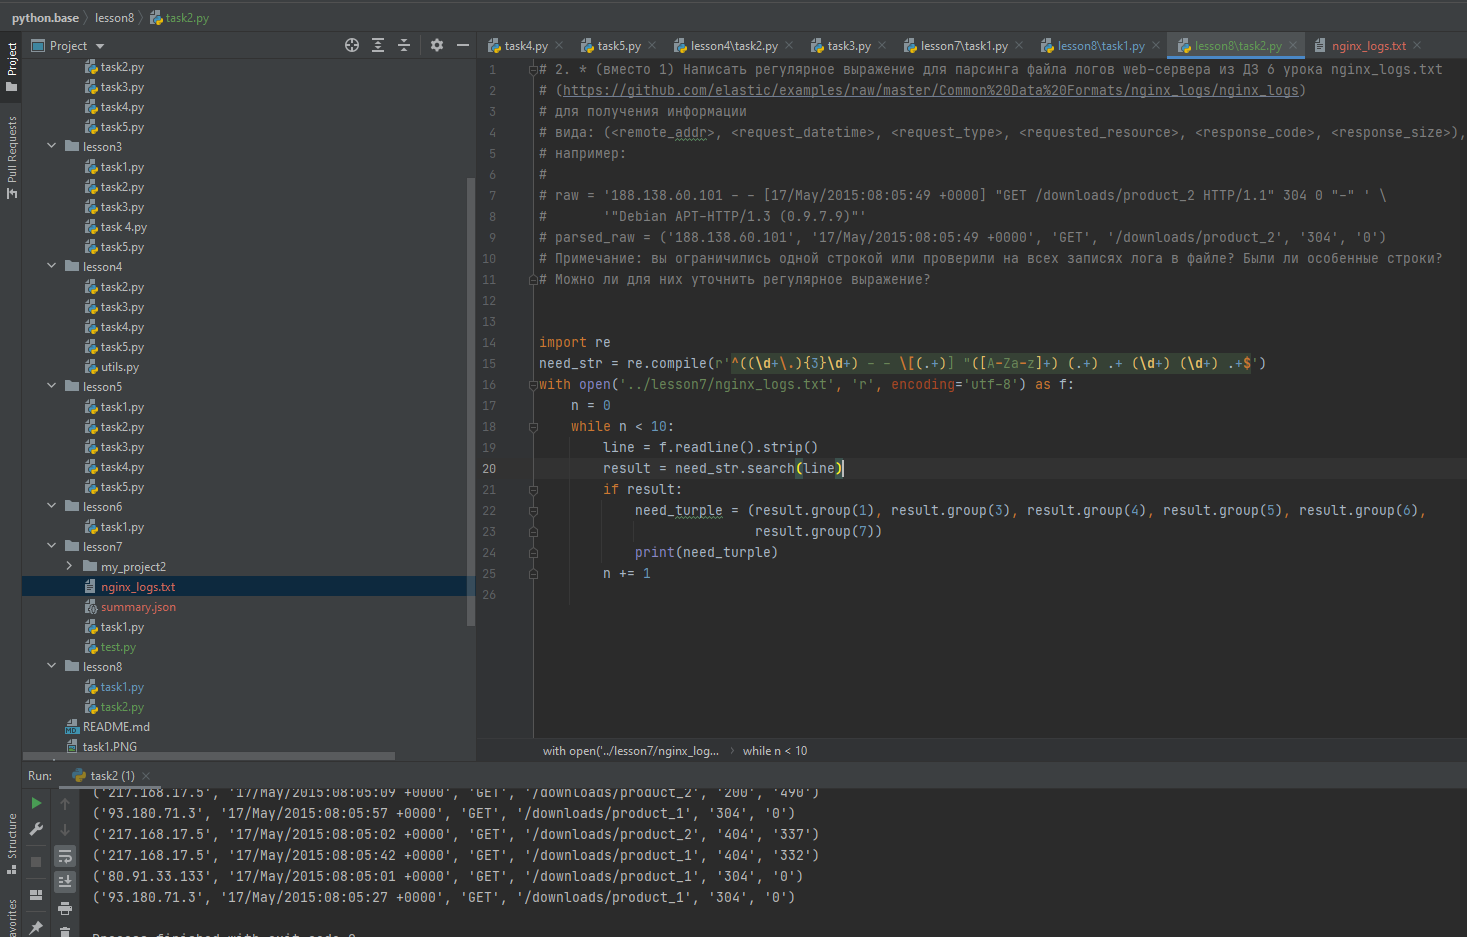 python.base lesson8 task2.py
Project
task4.py task5.py lesson4\task2.py task3.py lesson7\task1.py lesson8\task1.py lesson8\task2.py nginx_logs.txt
Project
Pull Requests
task2.py
task3.py
task4.py
task5.py
lesson3
task1.py
task2.py
task3.py
task 4.py
task5.py
lesson4
task2.py
task3.py
task4.py
task5.py
utils.py
lesson5
task1.py
task2.py
task3.py
task4.py
task5.py
lesson6
task1.py
lesson7
my_project2
nginx_logs.txt
summary.json
task1.py
test.py
lesson8
task1.py
task2.py
README.md
task1.PNG
1 # 2. * (вместо 1) Написать регулярное выражение для парсинга файла логов web-сервера из ДЗ 6 урока nginx_logs.txt
2 # (https://github.com/elastic/examples/raw/master/Common%20Data%20Formats/nginx_logs/nginx_logs)
3 # для получения информации
4 # вида: (<remote_addr>, <request_datetime>, <request_type>, <requested_resource>, <response_code>, <response_size>),
5 # например:
6 #
7 # raw = '188.138.60.101 - - [17/May/2015:08:05:49 +0000] "GET /downloads/product_2 HTTP/1.1" 304 0 "-" ' \
8 #       '"Debian APT-HTTP/1.3 (0.9.7.9)"'
9 # parsed_raw = ('188.138.60.101', '17/May/2015:08:05:49 +0000', 'GET', '/downloads/product_2', '304', '0')
10 # Примечание: вы ограничились одной строкой или проверили на всех записях лога в файле? Были ли особенные строки?
11 # Можно ли для них уточнить регулярное выражение?
12
13
14 import re
15 need_str = re.compile(r'^((\d+\.){3}\d+) - - \[(.+)] "([A-Za-z]+) (.+) .+ (\d+) (\d+) .+$')
16 with open('../lesson7/nginx_logs.txt', 'r', encoding='utf-8') as f:
17     n = 0
18     while n < 10:
19         line = f.readline().strip()
20         result = need_str.search(line)
21         if result:
22             need_turple = (result.group(1), result.group(3), result.group(4), result.group(5), result.group(6),
23                            result.group(7))
24             print(need_turple)
25         n += 1
26
with open('../lesson7/nginx_log... while n < 10
Run: task2 (1)
Structure
('217.168.17.5', '17/May/2015:08:05:09 +0000', 'GET', '/downloads/product_2', '200', '490')
('93.180.71.3', '17/May/2015:08:05:57 +0000', 'GET', '/downloads/product_1', '304', '0')
('217.168.17.5', '17/May/2015:08:05:02 +0000', 'GET', '/downloads/product_2', '404', '337')
('217.168.17.5', '17/May/2015:08:05:42 +0000', 'GET', '/downloads/product_1', '404', '332')
('80.91.33.133', '17/May/2015:08:05:01 +0000', 'GET', '/downloads/product_1', '304', '0')
('93.180.71.3', '17/May/2015:08:05:27 +0000', 'GET', '/downloads/product_1', '304', '0')